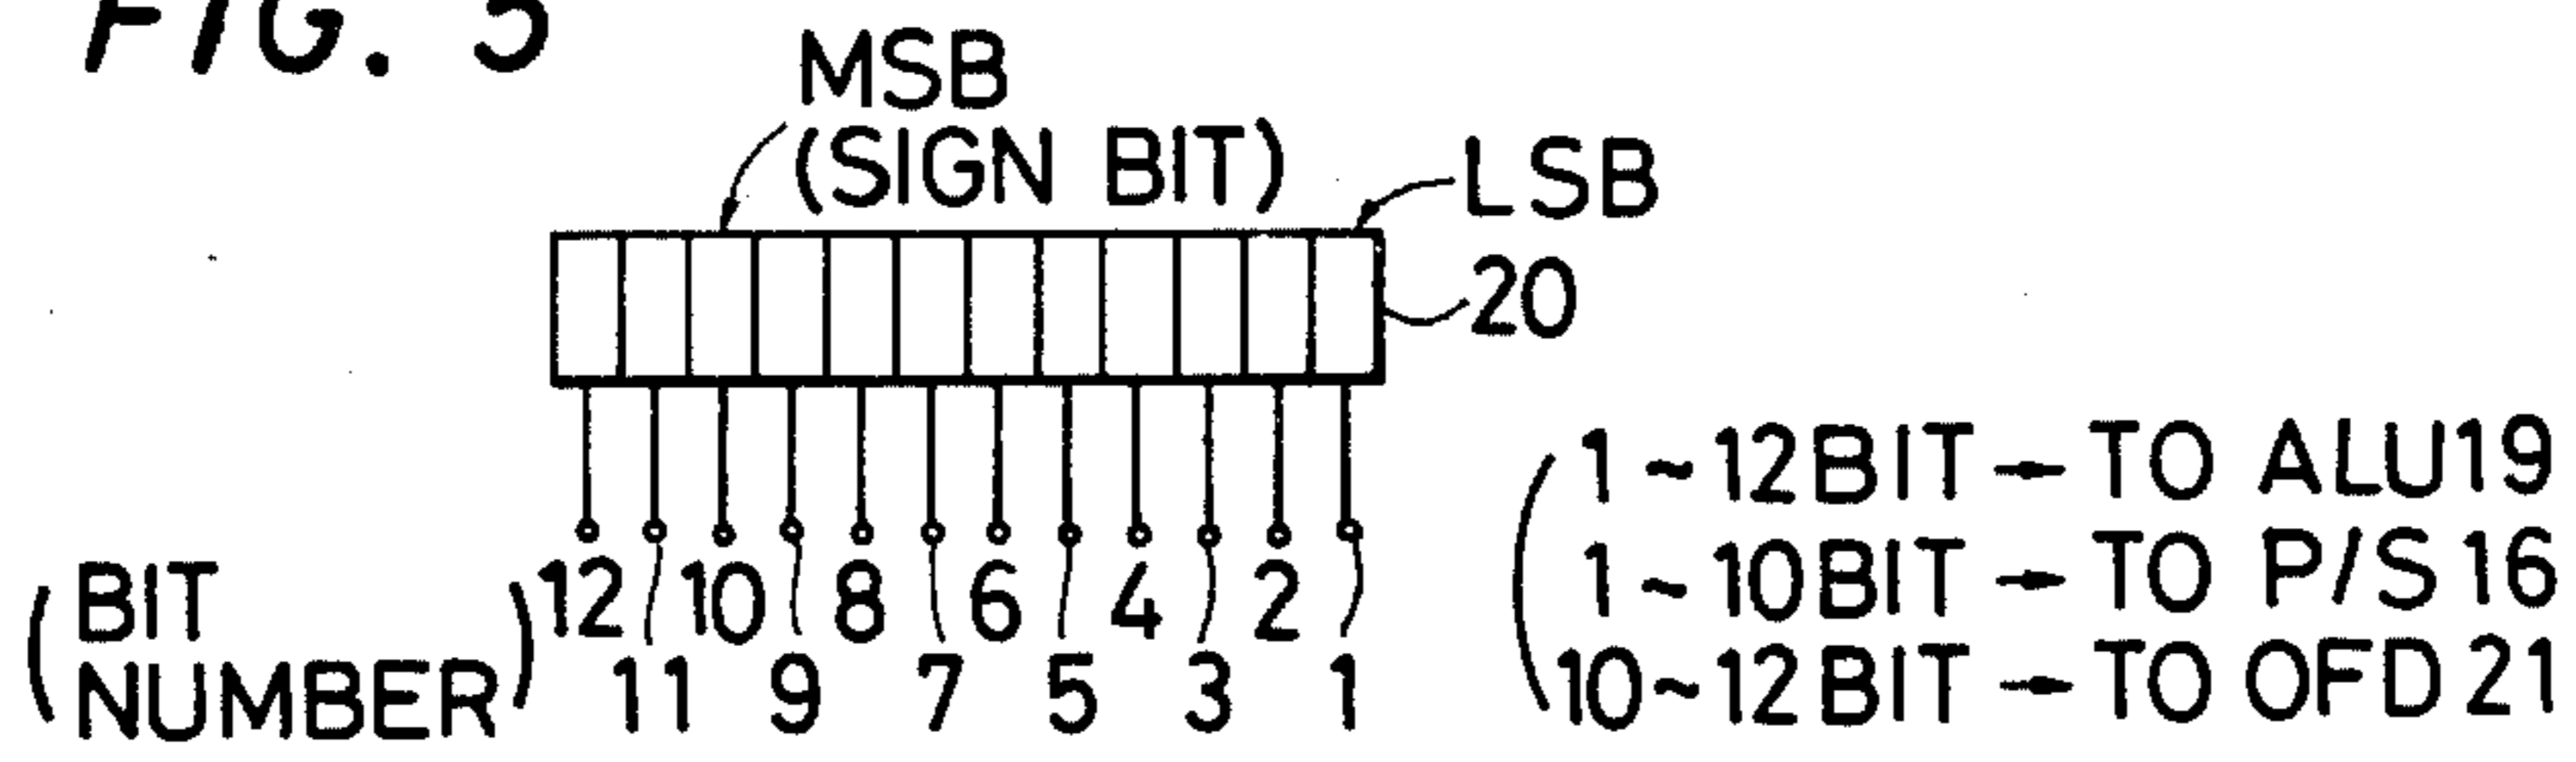 FIG. 5
MSB
(SIGN BIT)
LSB
20
12 10 8 6 4 2
11 9 7 5 3 1
(BIT
NUMBER)
(1~12BIT → TO ALU19
1~10BIT → TO P/S16
10~12BIT → TO OFD21